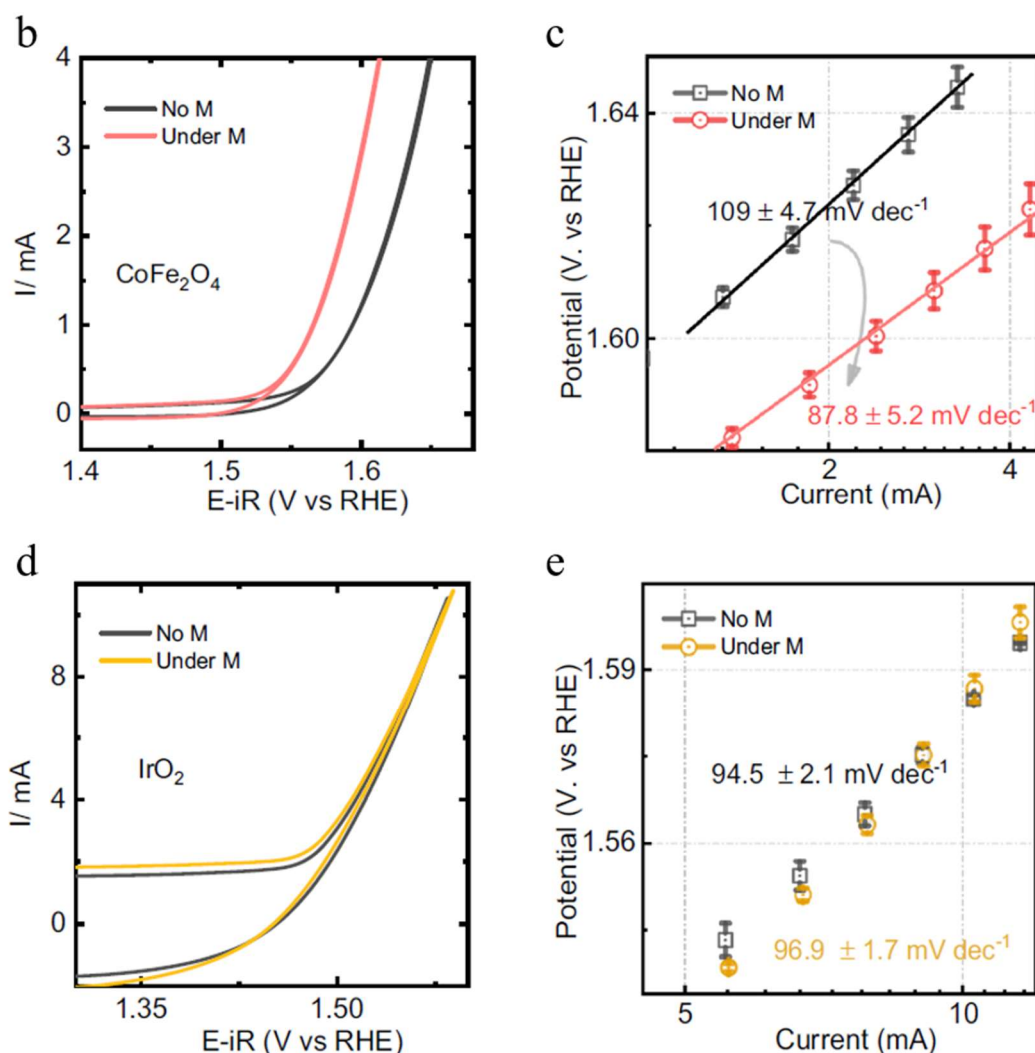 b
4
No M
Under M
3
I/ mA
2
CoFe₂O₄
1
0
1.4
1.5
1.6
E-iR (V vs RHE)
c
No M
Under M
1.64
109 ± 4.7 mV dec⁻¹
Potential (V. vs RHE)
1.60
87.8 ± 5.2 mV dec⁻¹
2
4
Current (mA)
d
No M
Under M
8
I/ mA
IrO₂
4
0
1.35
1.50
E-iR (V vs RHE)
e
No M
Under M
1.59
94.5 ± 2.1 mV dec⁻¹
Potential (V. vs RHE)
1.56
96.9 ± 1.7 mV dec⁻¹
5
10
Current (mA)